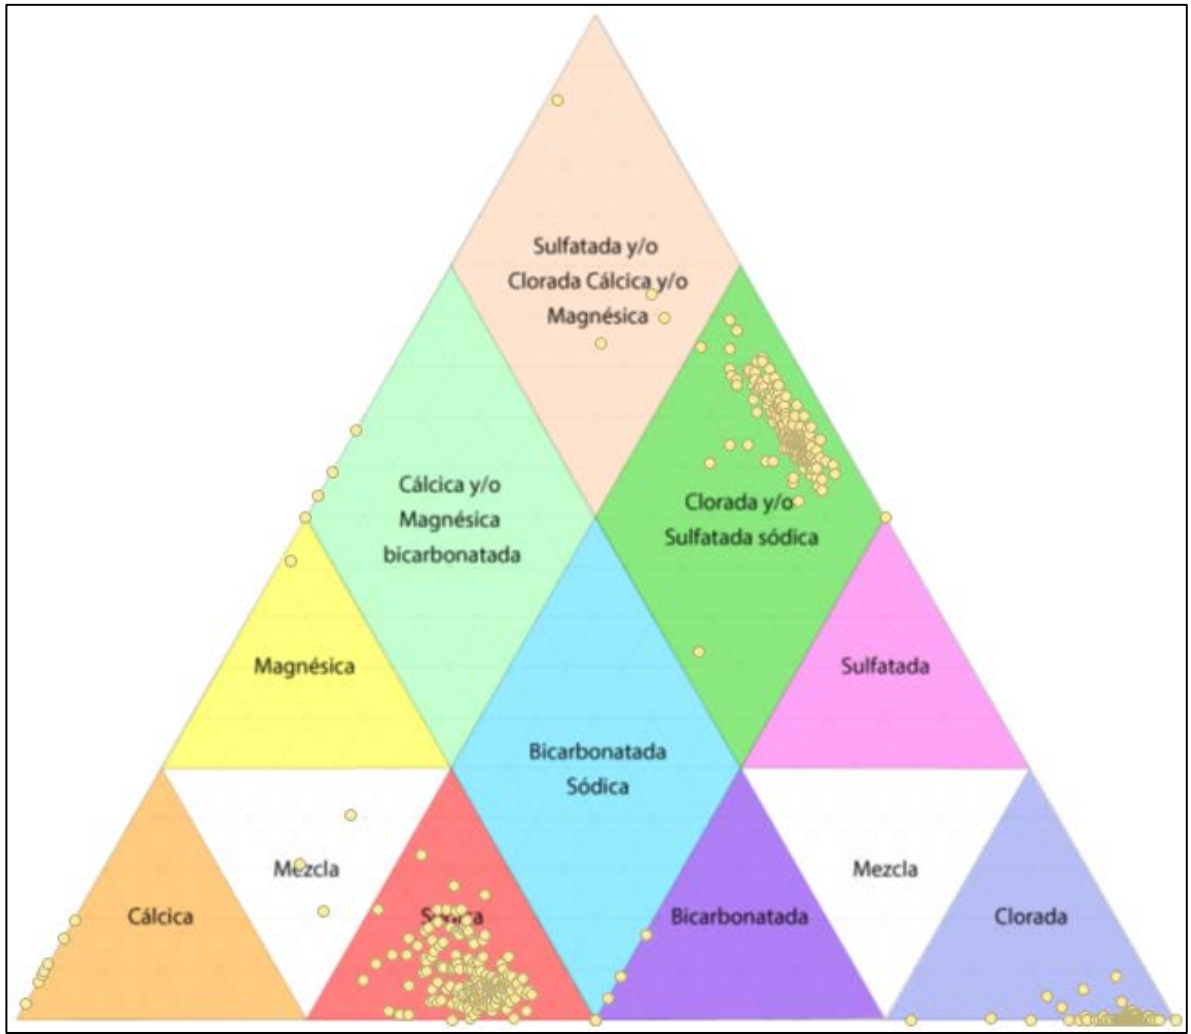 Sulfatada y/o
Clorada Cálcica y/o
Magnésica
Cálcica y/o
Magnésica
bicarbonatada
Clorada y/o
Sulfatada sódica
Magnésica
Sulfatada
Bicarbonatada
Sódica
Mezcla
Mezcla
Cálcica
Sódica
Bicarbonatada
Clorada